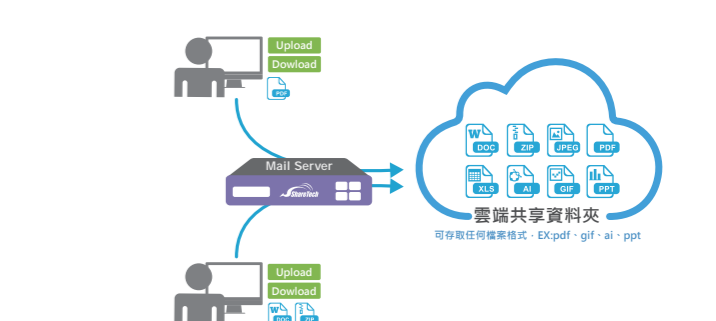 Upload
Dowload
PDF
Mail Server
ShareTech
W DOC
ZIP
JPEG
PDF
XLS
AI
GIF
PPT
雲端共享資料夾
可存取任何檔案格式，EX:pdf、gif、ai、ppt
Upload
Dowload
W DOC
ZIP